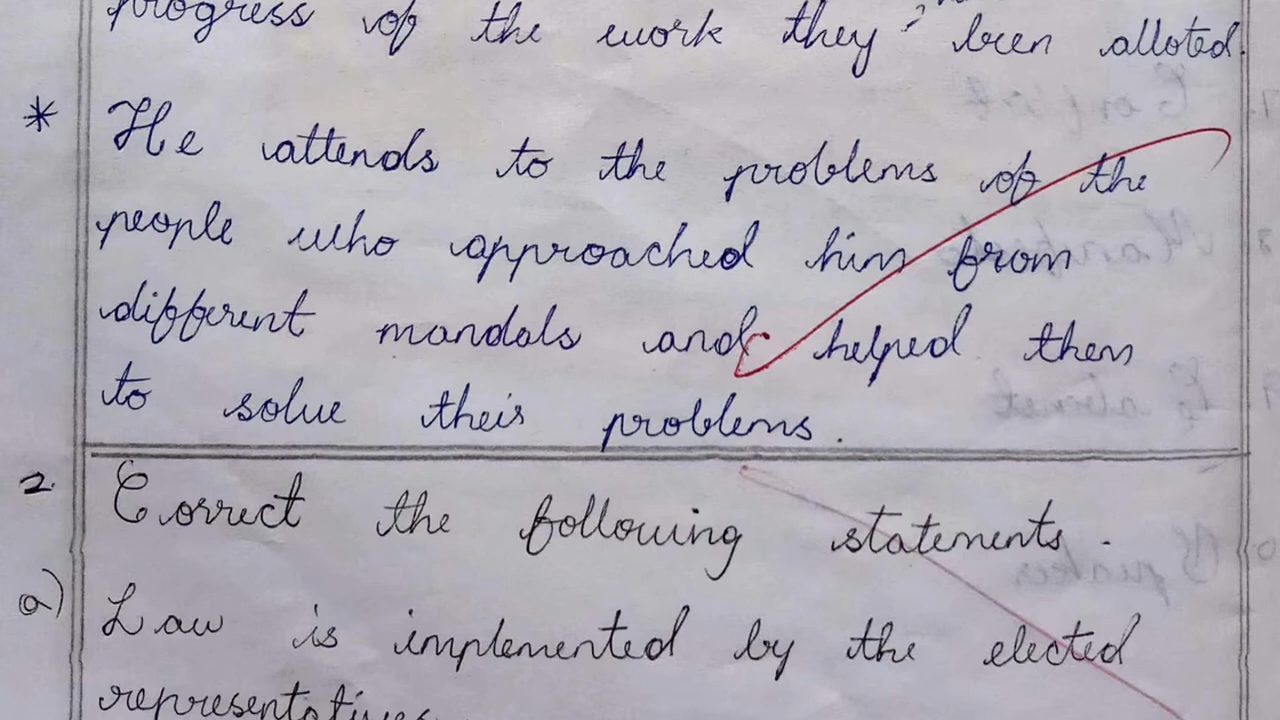 progress of the work they been alloted.
* He attends to the problems of the
people who approached him from
different mandals and helped them
to solve their problems.
2. Correct the following statements.
a) Law is implemented by the elected
representatives.